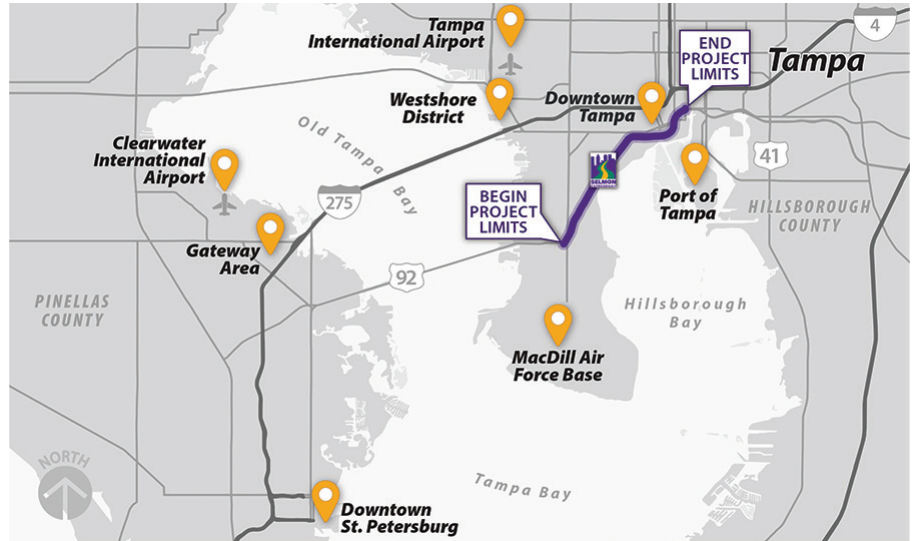 Tampa
International Airport
4
END
PROJECT
LIMITS
Tampa
Westshore
District
Downtown
Tampa
Clearwater
International
Airport
Old Tampa Bay
41
SELMON
275
BEGIN
PROJECT
LIMITS
Port of
Tampa
HILLSBOROUGH
COUNTY
Gateway
Area
92
PINELLAS
COUNTY
Hillsborough
Bay
MacDill Air
Force Base
NORTH
Tampa Bay
Downtown
St. Petersburg